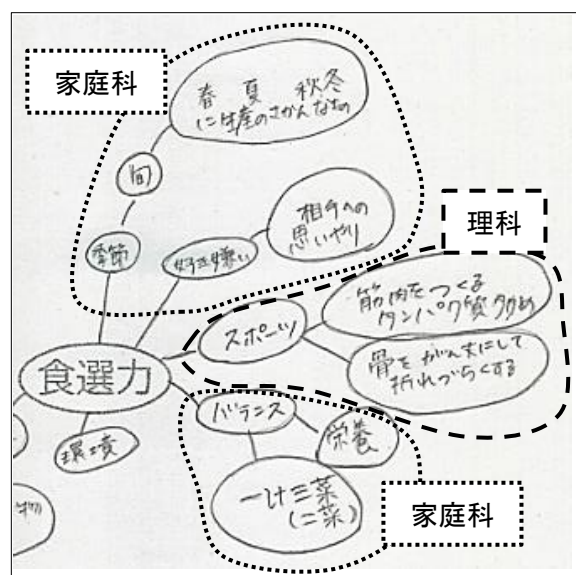 家庭科
春 夏 秋冬
に生産のさかんなもの
旬
季節
好き嫌い
相手への
思いやり
理科
筋肉をつくる
タンパク質多め
スポーツ
骨をがん丈にして
折れづらくする
食選力
バランス
栄養
環境
一汁三菜
(二菜)
家庭科